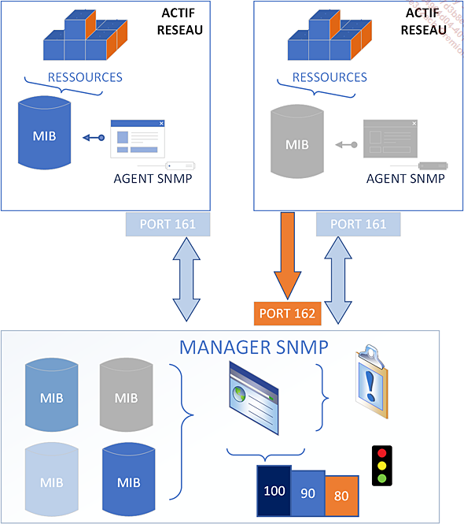 ACTIF
RESEAU
RESSOURCES
MIB
AGENT SNMP
ACTIF
RESEAU
RESSOURCES
MIB
AGENT SNMP
PORT 161
PORT 161
PORT 162
MANAGER SNMP
MIB
MIB
MIB
MIB
100
90
80